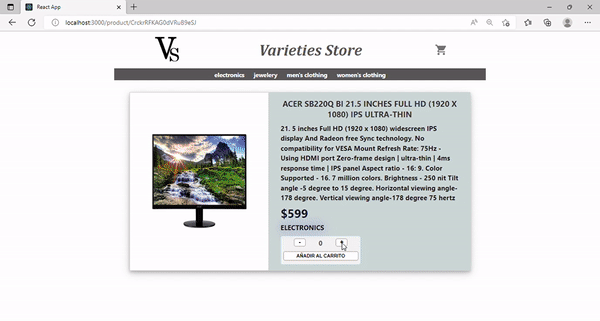 React App
localhost:3000/product/CrckrRFKAG0dVRuB9eSJ
VS
Varieties Store
electronics jewelery men's clothing women's clothing
ACER SB220Q BI 21.5 INCHES FULL HD (1920 X
1080) IPS ULTRA-THIN
21. 5 inches Full HD (1920 x 1080) widescreen IPS
display And Radeon free Sync technology. No
compatibility for VESA Mount Refresh Rate: 75Hz -
Using HDMI port Zero-frame design | ultra-thin | 4ms
response time | IPS panel Aspect ratio - 16: 9. Color
Supported - 16. 7 million colors. Brightness - 250 nit Tilt
angle -5 degree to 15 degree. Horizontal viewing angle-
178 degree. Vertical viewing angle-178 degree 75 hertz
$599
ELECTRONICS
- 0 +
AÑADIR AL CARRITO